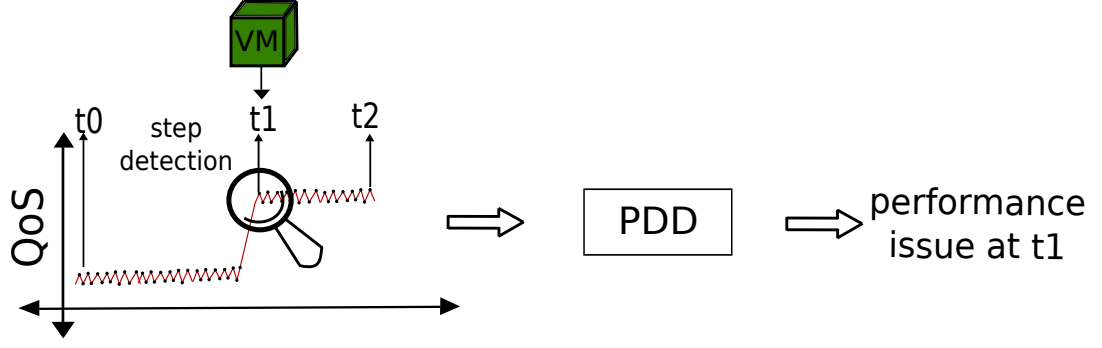 VM
t0
step
detection
t1
t2
QoS
PDD
performance
issue at t1